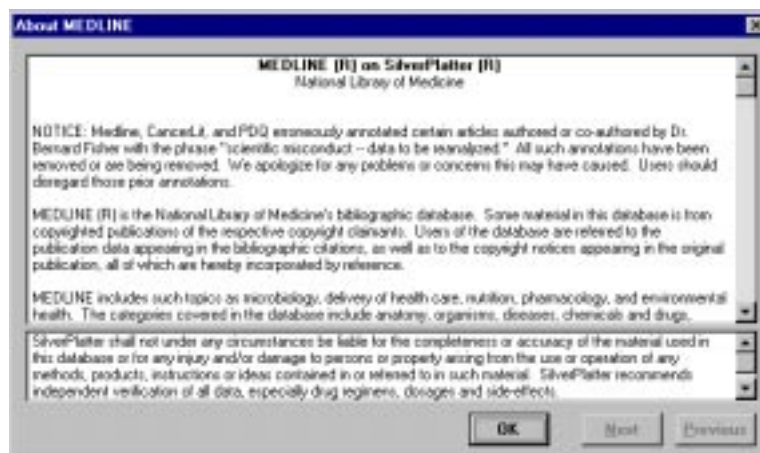 About MEDLINE
MEDLINE (R) on SilverPlatter (R)
National Library of Medicine
NOTICE: Medline, CancerLit, and PDQ erroneously annotated certain articles authored or co-authored by Dr.
Bernard Fisher with the phrase "scientific misconduct -- data to be reanalyzed." All such annotations have been
removed or are being removed. We apologize for any problems or concerns this may have caused. Users should
disregard those prior annotations.
MEDLINE (R) is the National Library of Medicine's bibliographic database. Some material in this database is from
copyrighted publications of the respective copyright claimants. Users of the database are referred to the
publication data appearing in the bibliographic citations, as well as to the copyright notices appearing in the original
publication, all of which are hereby incorporated by reference.
MEDLINE includes such topics as microbiology, delivery of health care, nutrition, pharmacology, and environmental
health. The categories covered in the database include anatomy, organisms, diseases, chemicals and drugs,
SilverPlatter shall not under any circumstances be liable for the completeness or accuracy of the material used in
this database or for any injury and/or damage to persons or property arising from the use or operation of any
methods, products, instructions or ideas contained in or referred to in such material. SilverPlatter recommends
independent verification of all data, especially drug regimens, dosages and side-effects.
OK Next Previous